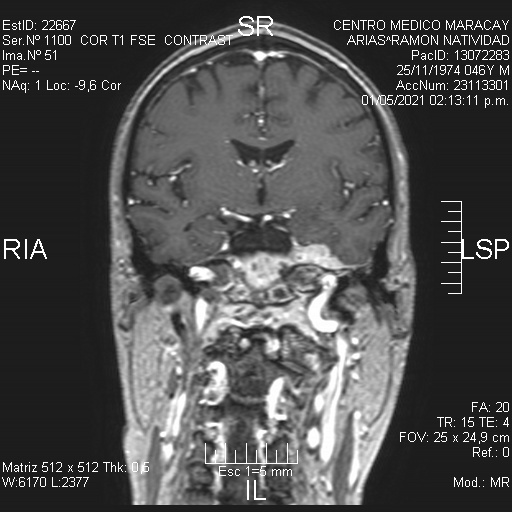 EstID: 22667
Ser.Nº 1100 COR T1 FSE CONTRAST
Ima.Nº 51
PE= --
NAq: 1 Loc: -9,6 Cor
SR
CENTRO MEDICO MARACAY
ARIAS^RAMON NATIVIDAD
PacID: 13072283
25/11/1974 046Y M
AccNum: 23113301
01/05/2021 02:13:11 p.m.
RIA
LSP
FA: 20
TR: 15 TE: 4
FOV: 25 x 24,9 cm
Ref.: 0
Mod.: MR
Matriz 512 x 512 Thk: 0,5
W:6170 L:2377
Esc 1=5 mm
IL